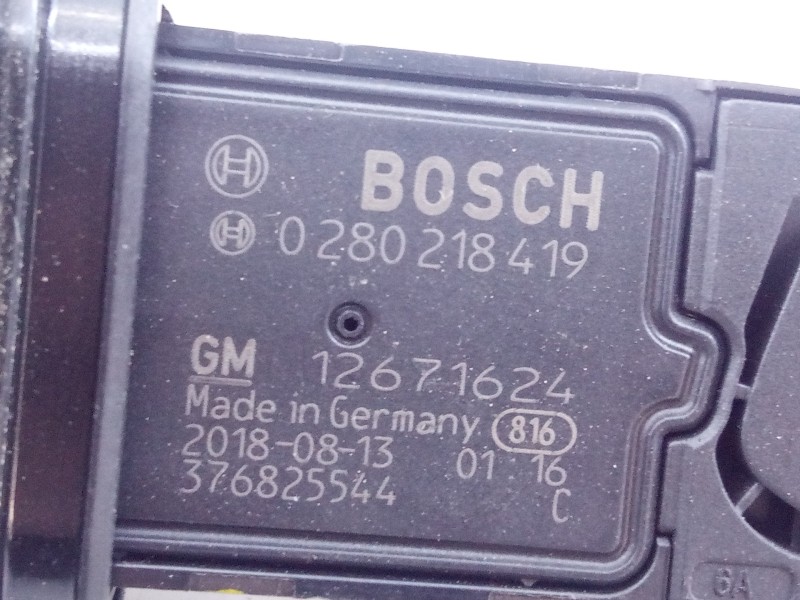 BOSCH
0 280 218 419
GM 12671624
Made in Germany 816
2018-08-13 01 16
376825544 C
6A